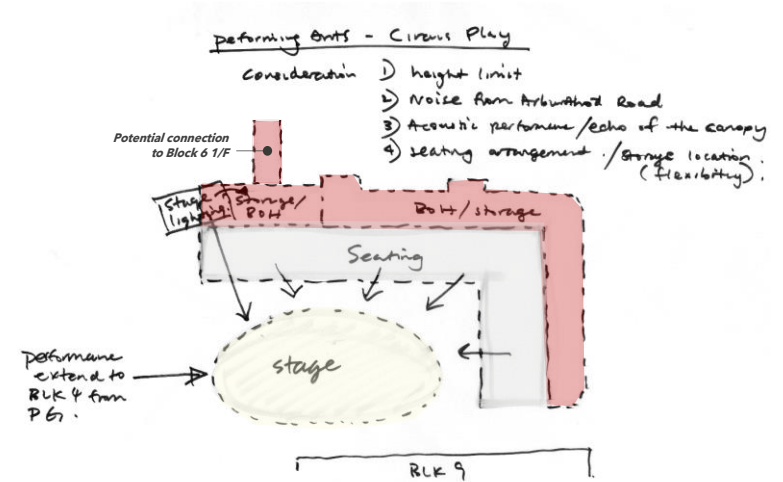 Performing Arts - Circus Play
Consideration 1) height limit
2) Noise from Arbuthnot Road
3) Acoustic performance/echo of the canopy
4) seating arrangement / storage location.
(flexibility).
Potential connection
to Block 6 1/F
Stage
lighting
Storage/
BOH
BOH/storage
Seating
stage
performance
extend to
BLK 4 from
PG.
BLK 9